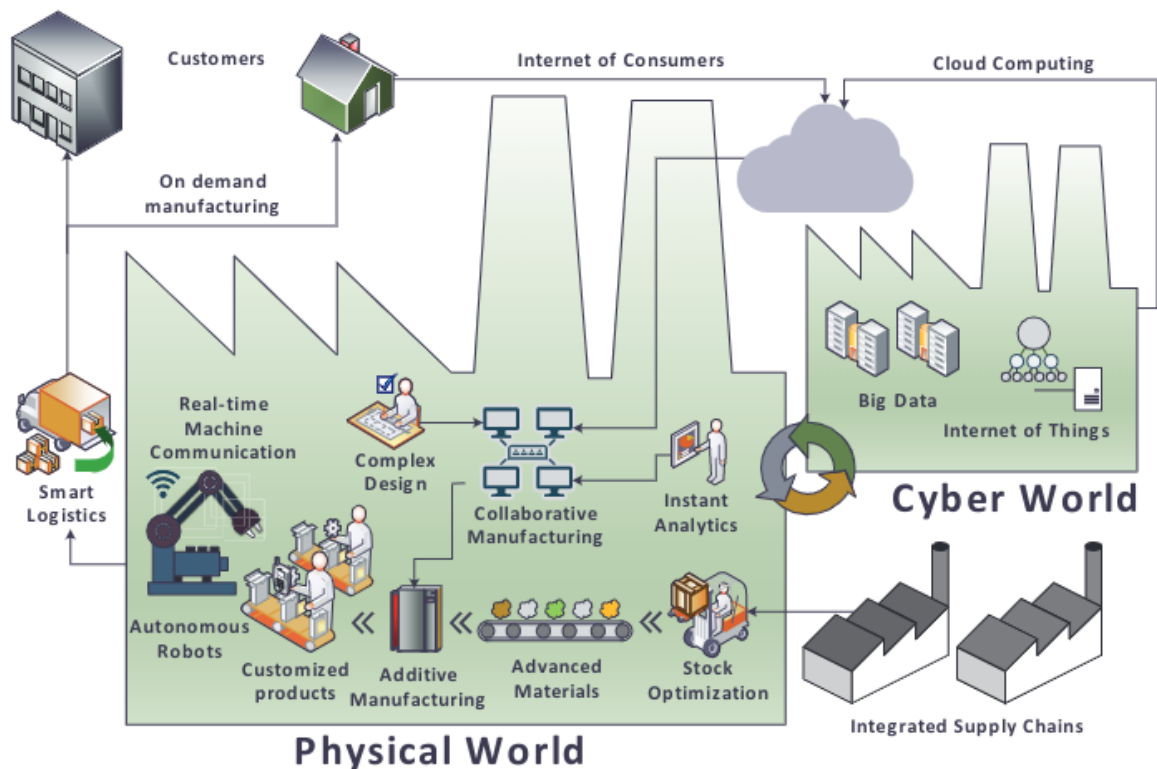 Customers
Internet of Consumers
Cloud Computing
On demand
manufacturing
Real-time
Machine
Communication
Complex
Design
Collaborative
Manufacturing
Instant
Analytics
Big Data
Internet of Things
Cyber World
Smart
Logistics
Autonomous
Robots
Customized
products
Additive
Manufacturing
Advanced
Materials
Stock
Optimization
Integrated Supply Chains
Physical World